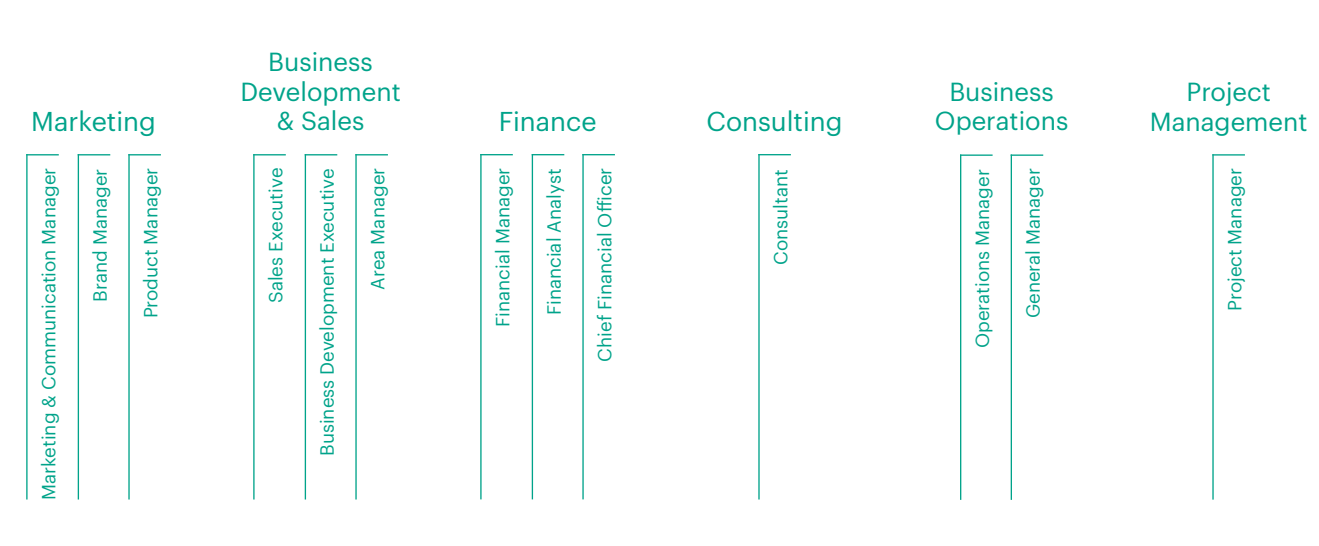 Marketing
Marketing & Communication Manager
Brand Manager
Product Manager
Business
Development
& Sales
Sales Executive
Business Development Executive
Area Manager
Finance
Financial Manager
Financial Analyst
Chief Financial Officer
Consulting
Consultant
Business
Operations
Operations Manager
General Manager
Project
Management
Project Manager